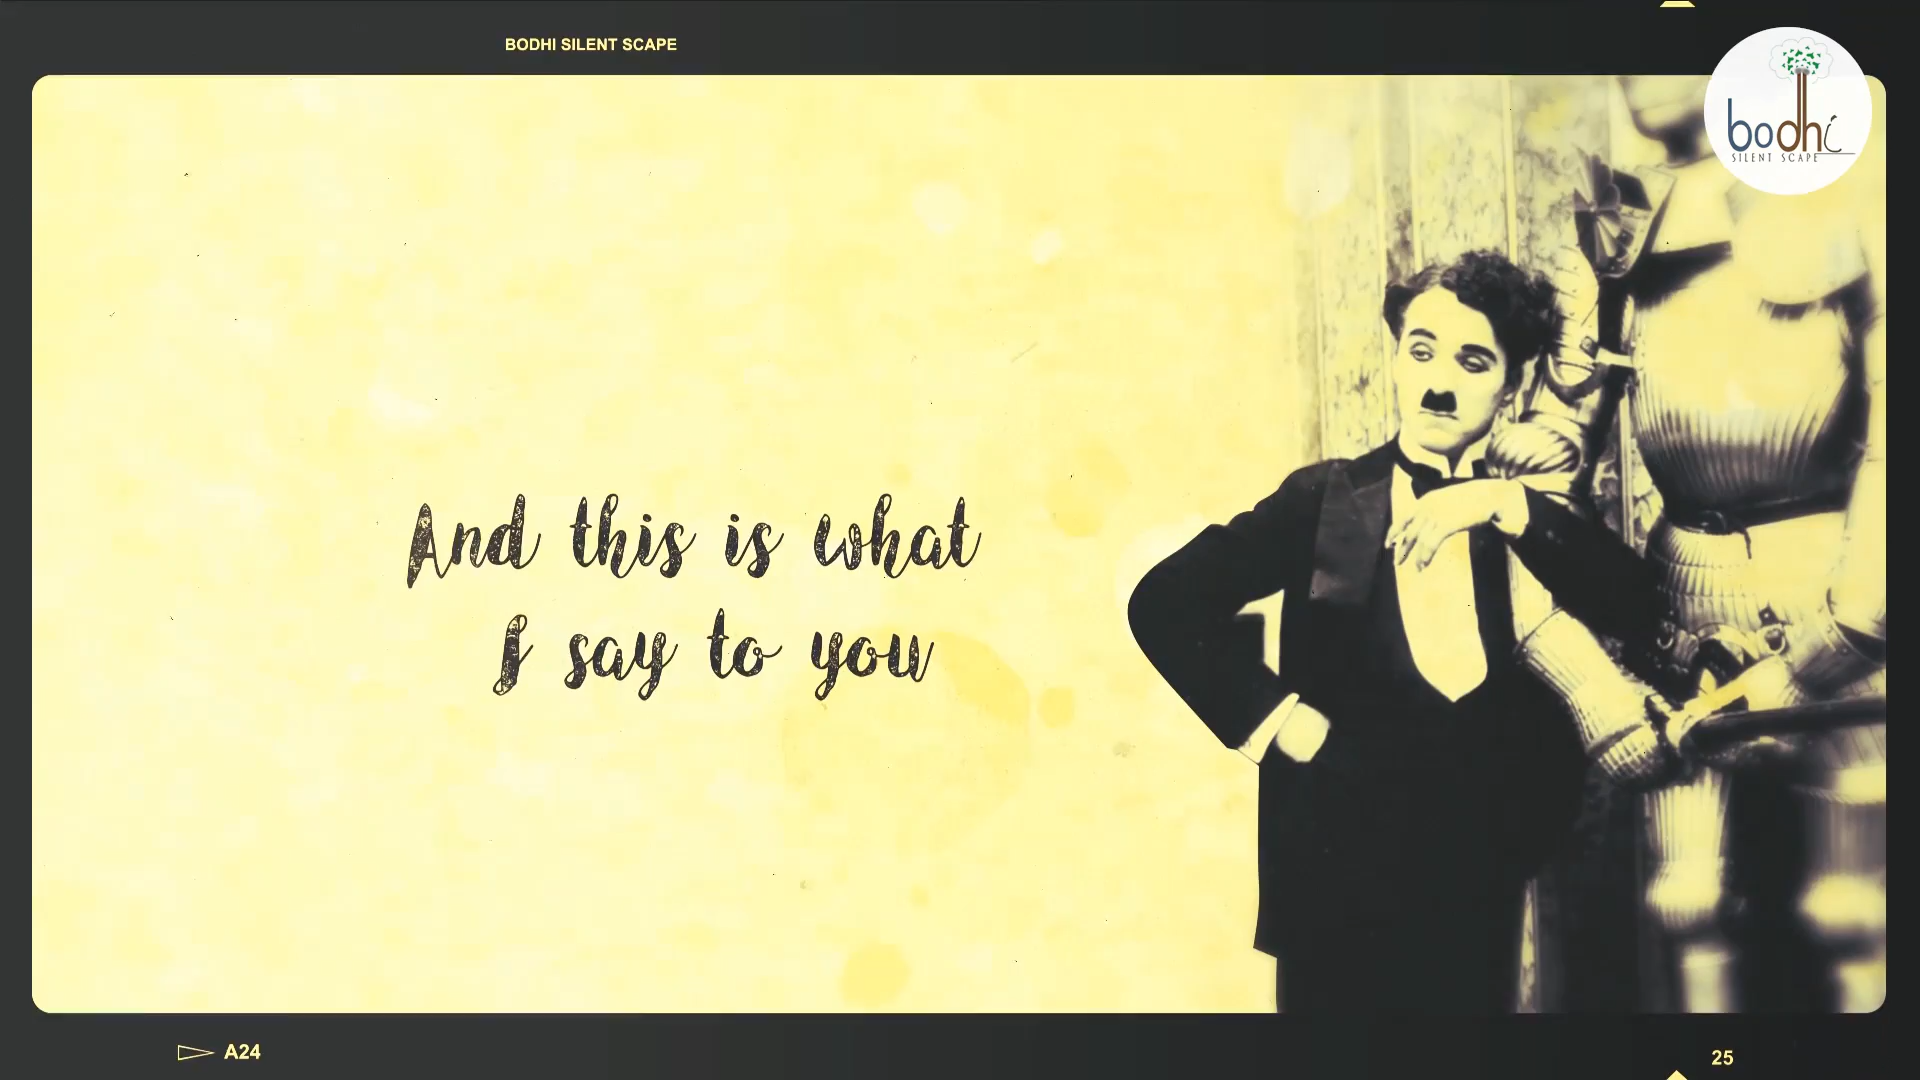 BODHI SILENT SCAPE
bodhi
SILENT SCAPE
And this is what
I say to you
A24
25